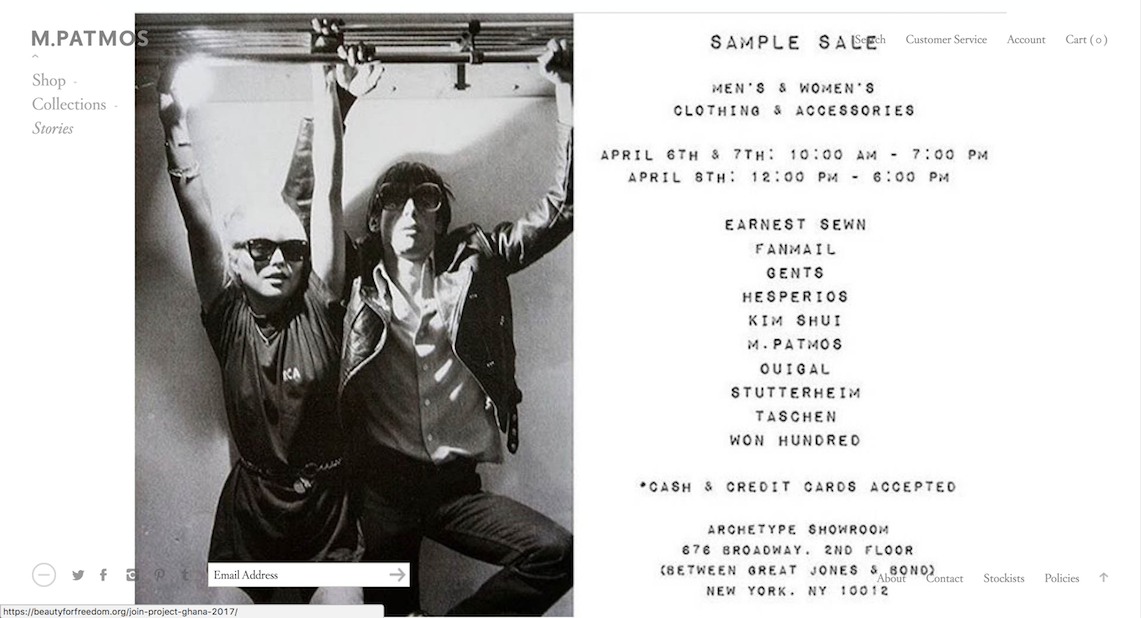 M.PATMOS
Search Customer Service Account Cart ( 0 )
Shop -
Collections -
Stories
SAMPLE SALE
MEN'S & WOMEN'S
CLOTHING & ACCESSORIES
APRIL 6TH & 7TH: 10:00 AM - 7:00 PM
APRIL 8TH: 12:00 PM - 6:00 PM
EARNEST SEWN
FANMAIL
GENTS
HESPERIOS
KIM SHUI
M.PATMOS
OUIGAL
STUTTERHEIM
TASCHEN
WON HUNDRED
*CASH & CREDIT CARDS ACCEPTED
ARCHETYPE SHOWROOM
676 BROADWAY. 2ND FLOOR
(BETWEEN GREAT JONES & BOND)
NEW YORK. NY 10012
RCA
Email Address
About Contact Stockists Policies
https://beautyforfreedom.org/join-project-ghana-2017/